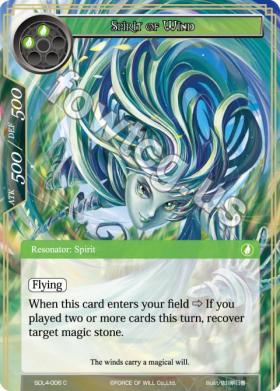 Spirit of Wind
ATK 500 / DEF 500
fowtcg.us
Resonator: Spirit
Flying
When this card enters your field ⇨ If you
played two or more cards this turn, recover
target magic stone.
The winds carry a magical will.
SDL4-006 C
©FORCE OF WILL Co.,Ltd.